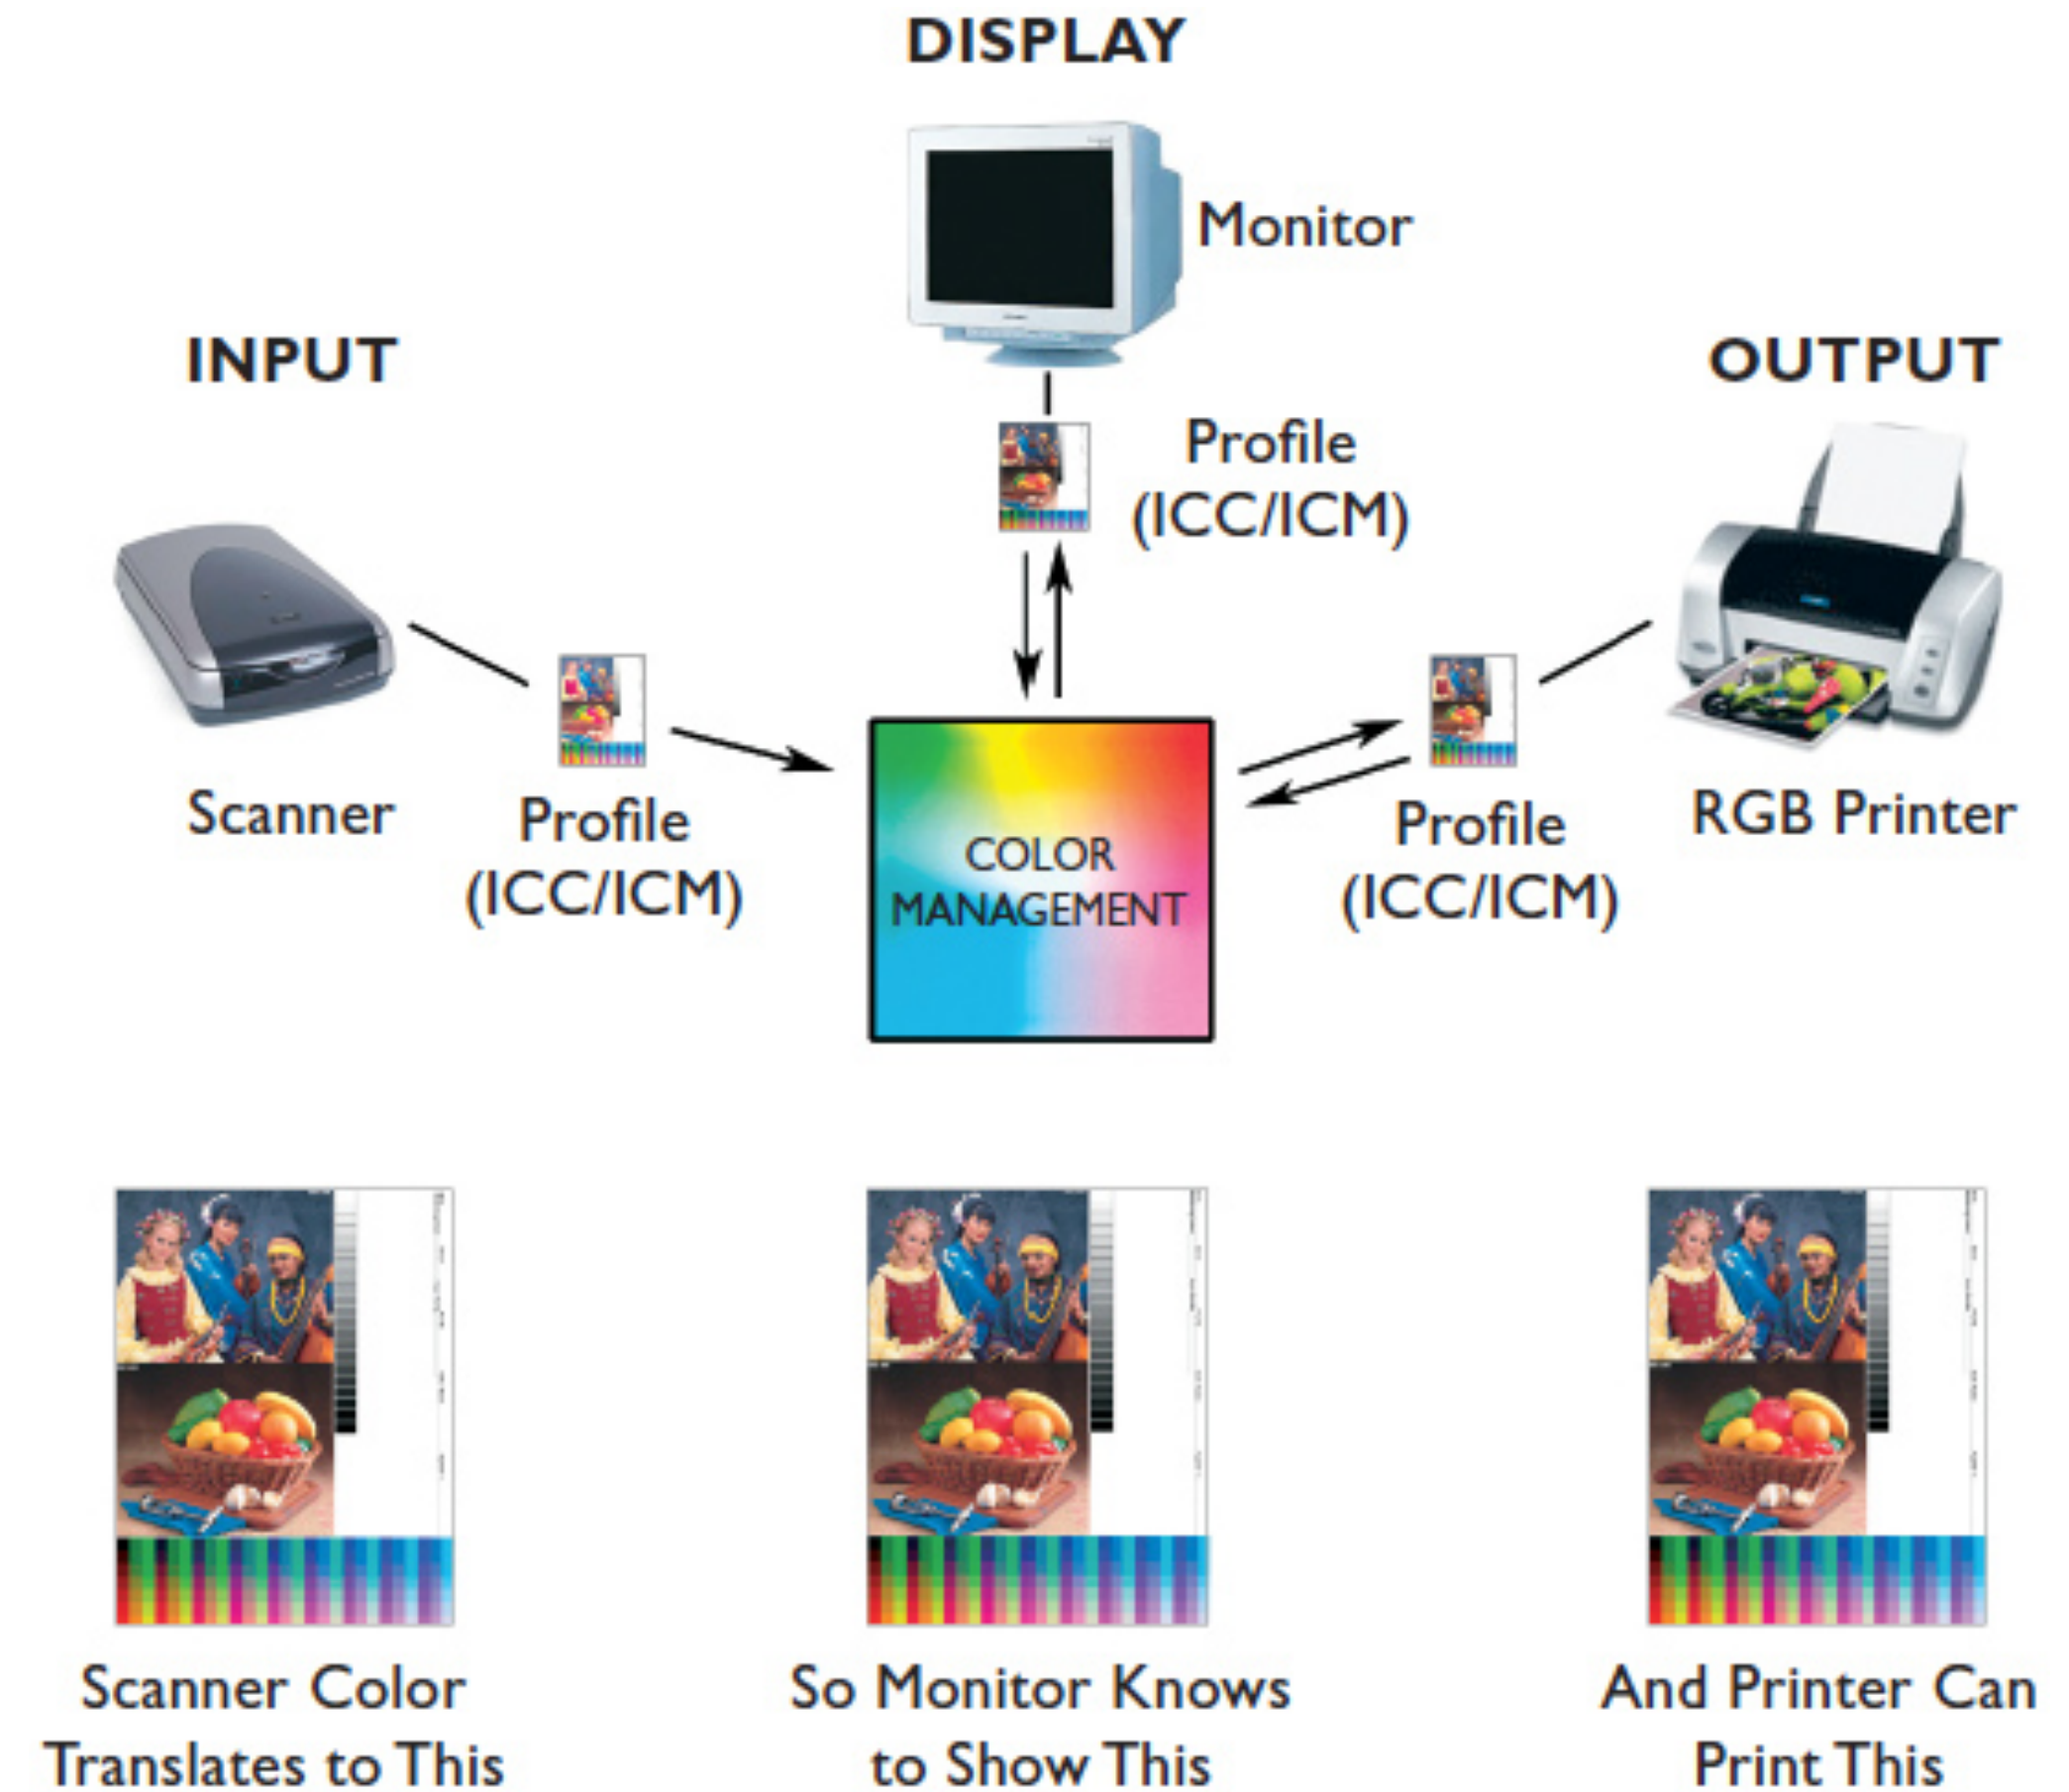 DISPLAY
Monitor
INPUT
OUTPUT
Profile
(ICC/ICM)
Scanner
Profile
(ICC/ICM)
COLOR
MANAGEMENT
Profile
(ICC/ICM)
RGB Printer
Scanner Color
Translates to This
So Monitor Knows
to Show This
And Printer Can
Print This